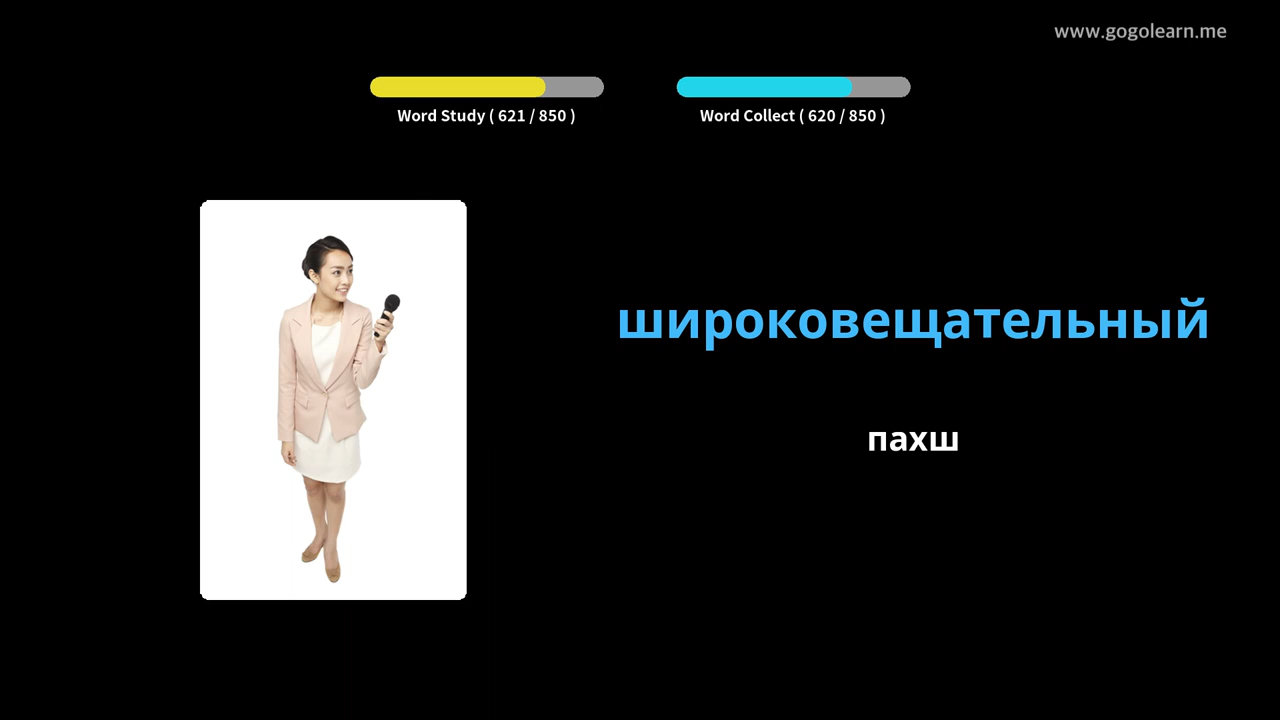 www.gogolearn.me
Word Study ( 621 / 850 )
Word Collect ( 620 / 850 )
широковещательный
пахш